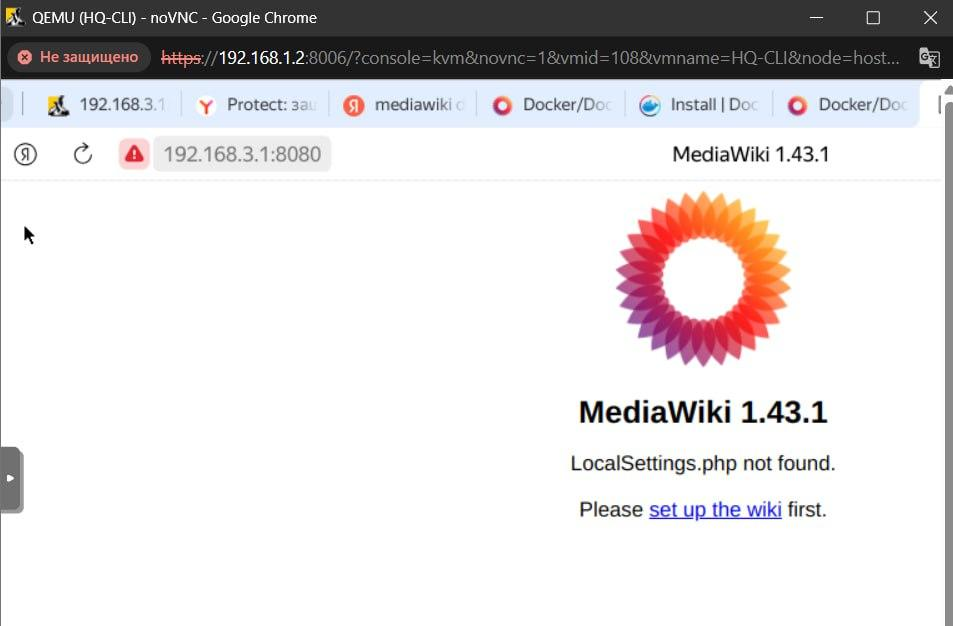 QEMU (HQ-CLI) - noVNC - Google Chrome
Не защищено https://192.168.1.2:8006/?console=kvm&novnc=1&vmid=108&vmname=HQ-CLI&node=host...
192.168.3.1 Protect: защ mediawiki d Docker/Doc Install | Doc Docker/Doc
192.168.3.1:8080 MediaWiki 1.43.1
MediaWiki 1.43.1
LocalSettings.php not found.
Please set up the wiki first.